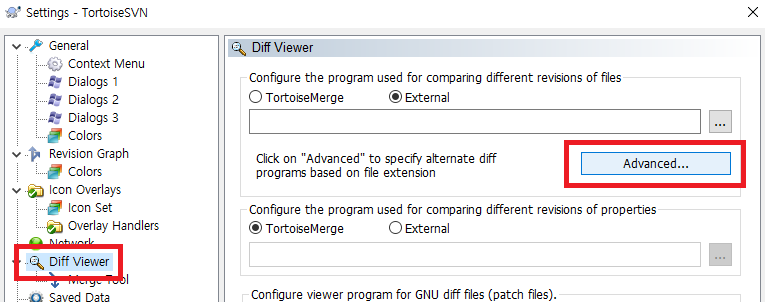 Settings - TortoiseSVN
General
Context Menu
Dialogs 1
Dialogs 2
Dialogs 3
Colors
Revision Graph
Colors
Icon Overlays
Icon Set
Overlay Handlers
Network
Diff Viewer
Merge Tool
Saved Data
Diff Viewer
Configure the program used for comparing different revisions of files
TortoiseMerge External
...
Click on "Advanced" to specify alternate diff
programs based on file extension
Advanced...
Configure the program used for comparing different revisions of properties
TortoiseMerge External
...
Configure viewer program for GNU diff files (patch files).